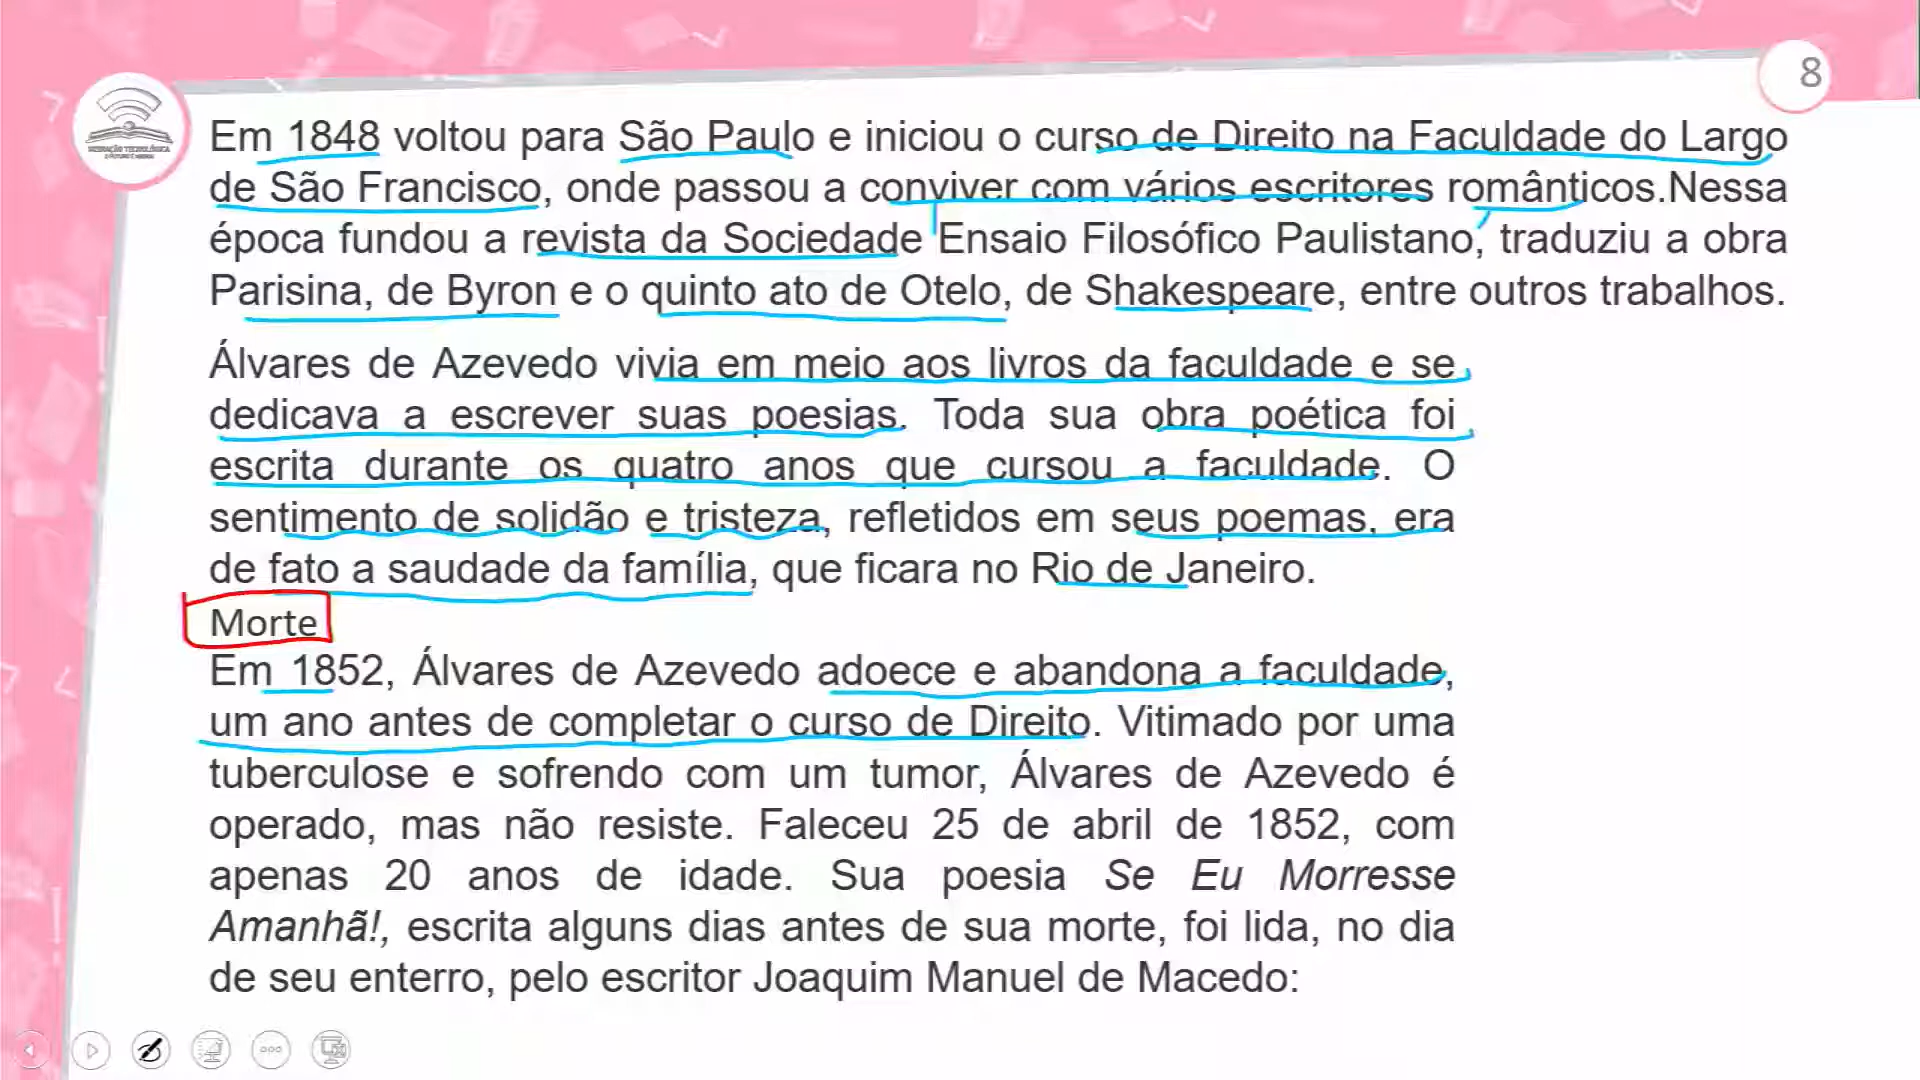 8
MEDIAÇÃO TECNOLÓGICA
Em 1848 voltou para São Paulo e iniciou o curso de Direito na Faculdade do Largo
de São Francisco, onde passou a conviver com vários escritores românticos.Nessa
época fundou a revista da Sociedade Ensaio Filosófico Paulistano, traduziu a obra
Parisina, de Byron e o quinto ato de Otelo, de Shakespeare, entre outros trabalhos.
Álvares de Azevedo vivia em meio aos livros da faculdade e se
dedicava a escrever suas poesias. Toda sua obra poética foi
escrita durante os quatro anos que cursou a faculdade. O
sentimento de solidão e tristeza, refletidos em seus poemas, era
de fato a saudade da família, que ficara no Rio de Janeiro.
Morte
Em 1852, Álvares de Azevedo adoece e abandona a faculdade,
um ano antes de completar o curso de Direito. Vitimado por uma
tuberculose e sofrendo com um tumor, Álvares de Azevedo é
operado, mas não resiste. Faleceu 25 de abril de 1852, com
apenas 20 anos de idade. Sua poesia Se Eu Morresse
Amanhã!, escrita alguns dias antes de sua morte, foi lida, no dia
de seu enterro, pelo escritor Joaquim Manuel de Macedo: